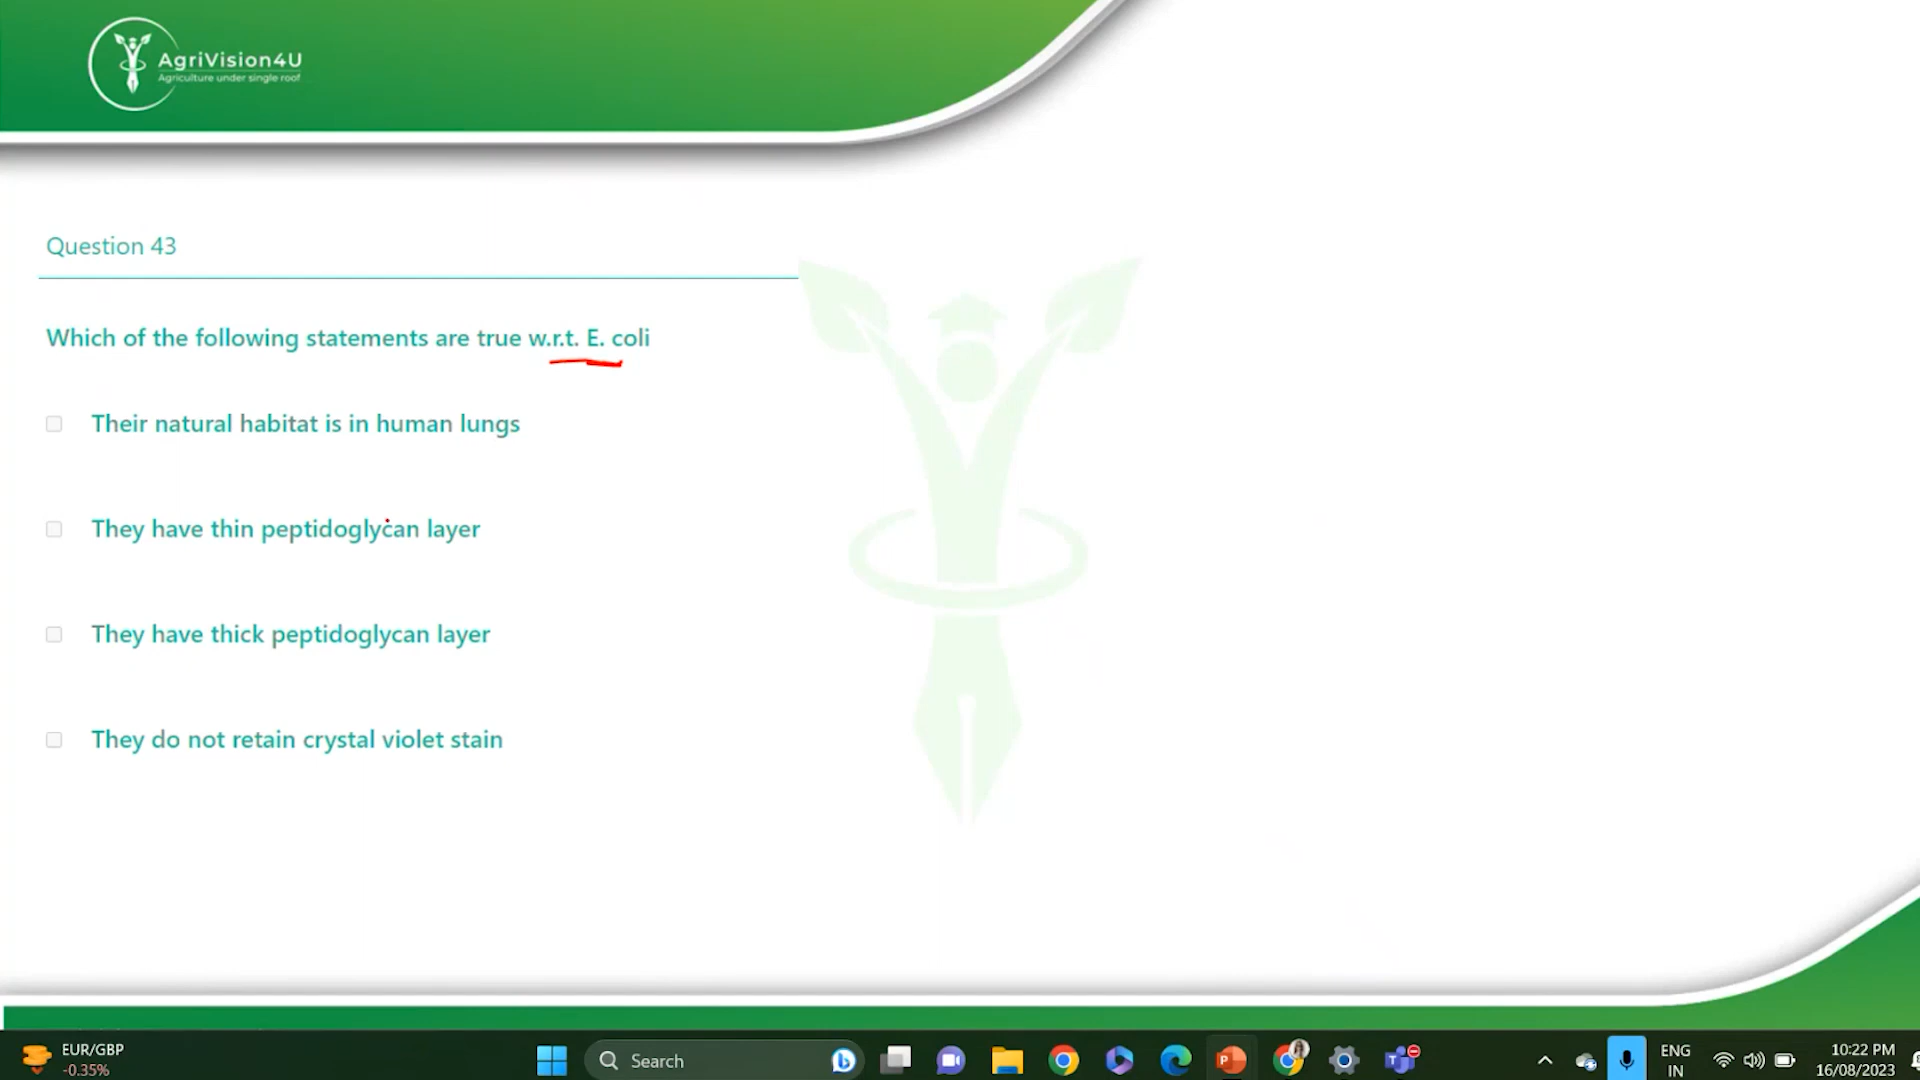 AgriVision4U
Agriculture under single roof
Question 43
Which of the following statements are true w.r.t. E. coli
Their natural habitat is in human lungs
They have thin peptidoglycan layer
They have thick peptidoglycan layer
They do not retain crystal violet stain
EUR/GBP
-0.35%
Search
ENG
IN
10:22 PM
16/08/2023